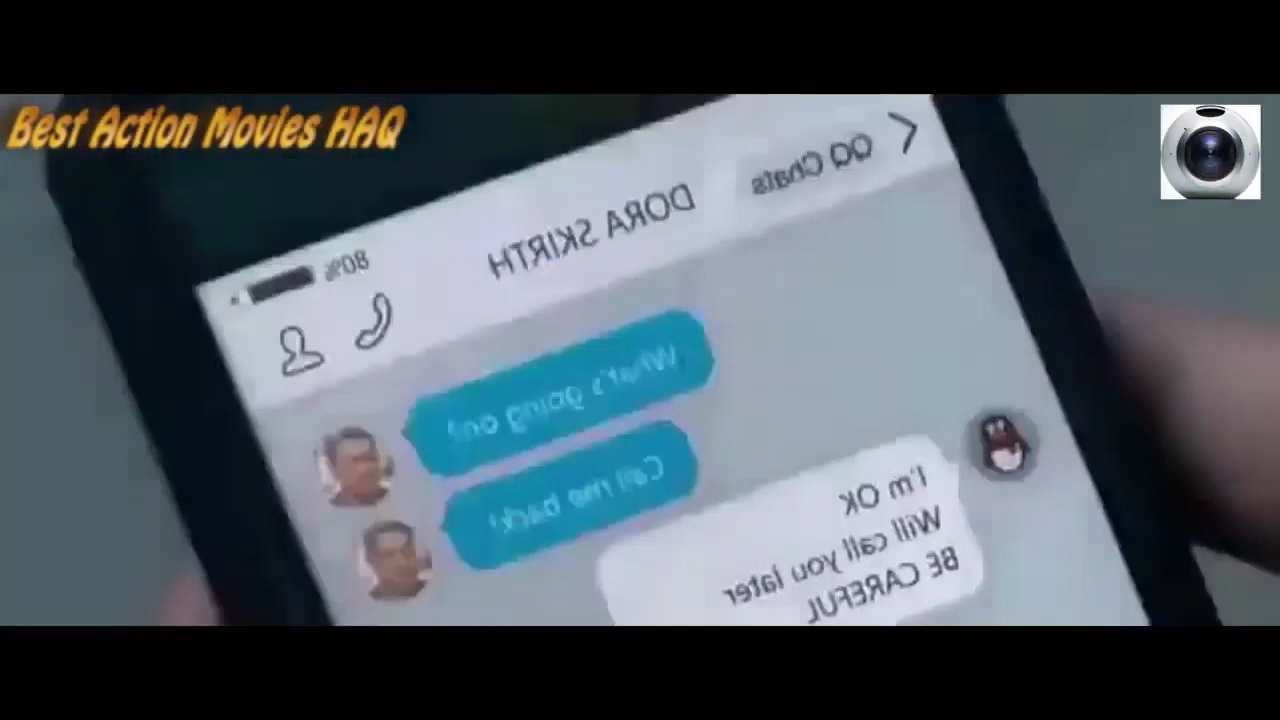 Best Action Movies HAQ
QQ Chats
DORA SKIRTH
80%
What's going on?
Call me back!
I'm OK
Will call you later
BE CAREFUL